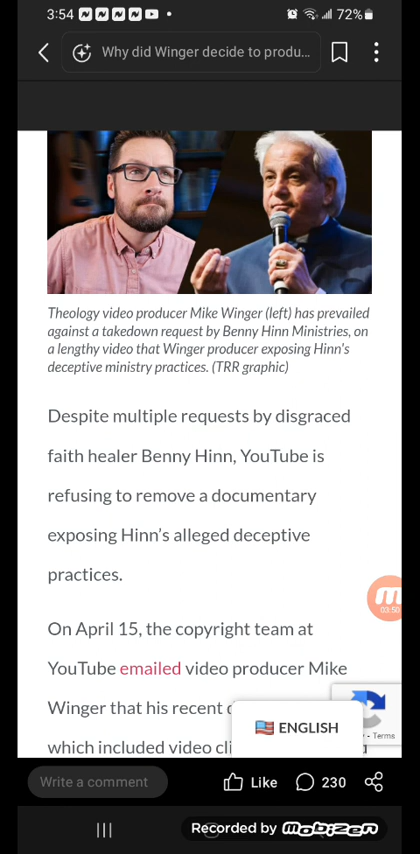 3:54
72%
Why did Winger decide to produ...
Theology video producer Mike Winger (left) has prevailed
against a takedown request by Benny Hinn Ministries, on
a lengthy video that Winger producer exposing Hinn's
deceptive ministry practices. (TRR graphic)
Despite multiple requests by disgraced
faith healer Benny Hinn, YouTube is
refusing to remove a documentary
exposing Hinn's alleged deceptive
practices.
On April 15, the copyright team at
YouTube emailed video producer Mike
Winger that his recent
which included video
ENGLISH
- Terms
03:50
Write a comment
Like
230
Recorded by mobizen